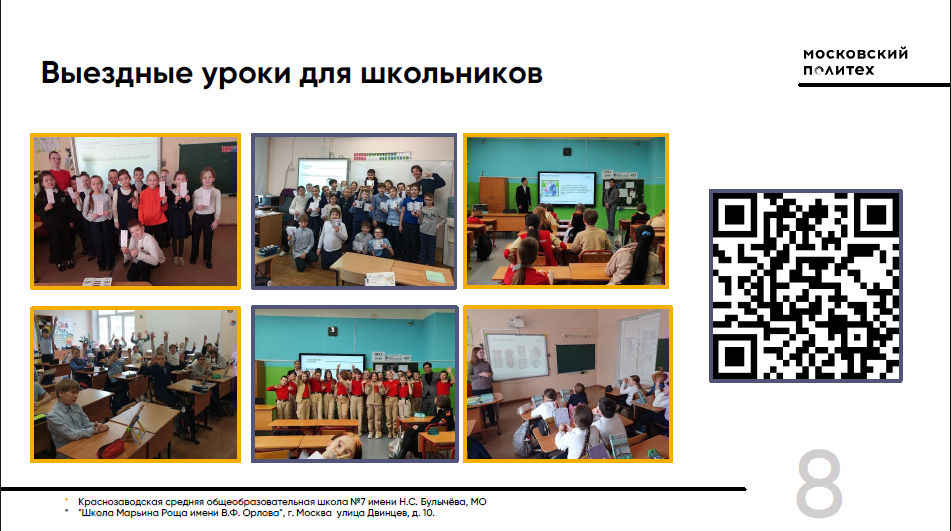 Выездные уроки для школьников
московский
политех
8
* Краснозаводская средняя общеобразовательная школа №7 имени Н.С. Булычёва, МО
* "Школа Марьина Роща имени В.Ф. Орлова", г. Москва улица Двинцев, д. 10.